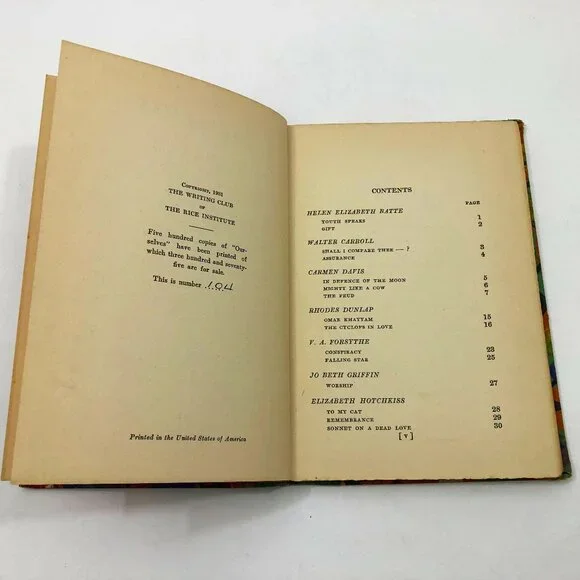 COPYRIGHT, 1931
THE WRITING CLUB
OF
THE RICE INSTITUTE
Five hundred copies of "Our-
selves" have been printed of
which three hundred and seventy-
five are for sale.
This is number 104
Printed in the United States of America
CONTENTS
PAGE
HELEN ELIZABETH BATTE
YOUTH SPEAKS 1
GIFT 2
WALTER CARROLL
SHALL I COMPARE THEE —? 3
ASSURANCE 4
CARMEN DAVIS
IN DEFENCE OF THE MOON 5
MIGHTY LIKE A COW 6
THE FEUD 7
RHODES DUNLAP
OMAR KHAYYAM 15
THE CYCLOPS IN LOVE 16
V. A. FORSYTHE
CONSPIRACY 23
FALLING STAR 25
JO BETH GRIFFIN
WORSHIP 27
ELIZABETH HOTCHKISS
TO MY CAT 28
REMEMBRANCE 29
SONNET ON A DEAD LOVE 30
[ V ]